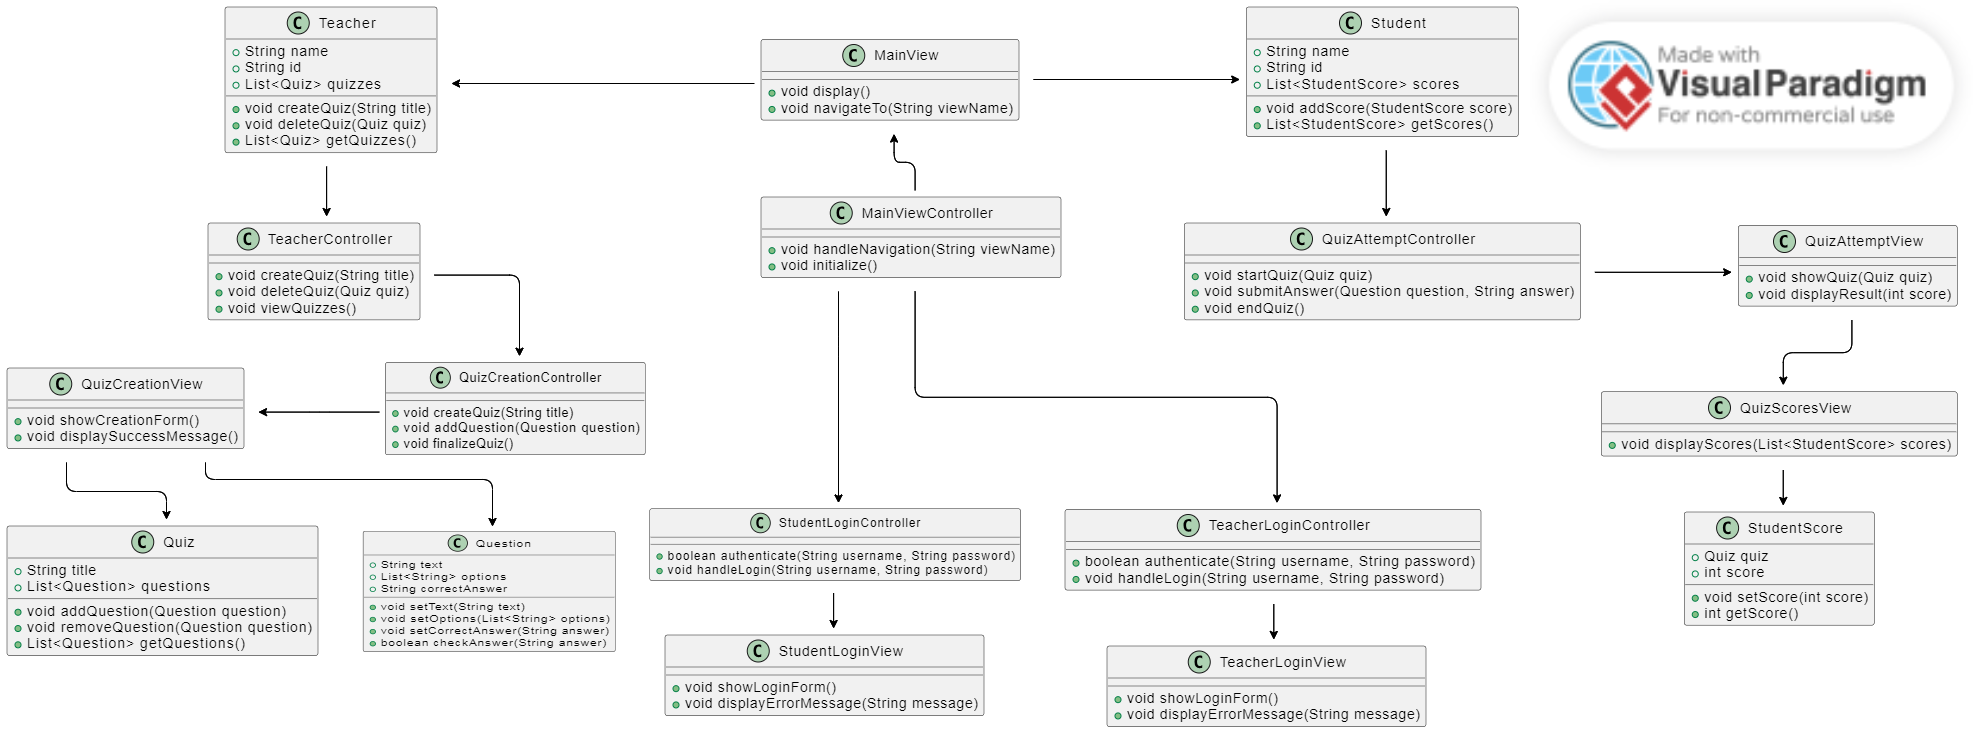 C Teacher
String name
String id
List<Quiz> quizzes
void createQuiz(String title)
void deleteQuiz(Quiz quiz)
List<Quiz> getQuizzes()
C MainView
void display()
void navigateTo(String viewName)
C Student
String name
String id
List<StudentScore> scores
void addScore(StudentScore score)
List<StudentScore> getScores()
Made with
Visual Paradigm
For non-commercial use
C TeacherController
void createQuiz(String title)
void deleteQuiz(Quiz quiz)
void viewQuizzes()
C MainViewController
void handleNavigation(String viewName)
void initialize()
C QuizAttemptController
void startQuiz(Quiz quiz)
void submitAnswer(Question question, String answer)
void endQuiz()
C QuizAttemptView
void showQuiz(Quiz quiz)
void displayResult(int score)
C QuizCreationView
void showCreationForm()
void displaySuccessMessage()
C QuizCreationController
void createQuiz(String title)
void addQuestion(Question question)
void finalizeQuiz()
C QuizScoresView
void displayScores(List<StudentScore> scores)
C Quiz
String title
List<Question> questions
void addQuestion(Question question)
void removeQuestion(Question question)
List<Question> getQuestions()
C Question
String text
List<String> options
String correctAnswer
void setText(String text)
void setOptions(List<String> options)
void setCorrectAnswer(String answer)
boolean checkAnswer(String answer)
C StudentLoginController
boolean authenticate(String username, String password)
void handleLogin(String username, String password)
C TeacherLoginController
boolean authenticate(String username, String password)
void handleLogin(String username, String password)
C StudentScore
Quiz quiz
int score
void setScore(int score)
int getScore()
C StudentLoginView
void showLoginForm()
void displayErrorMessage(String message)
C TeacherLoginView
void showLoginForm()
void displayErrorMessage(String message)